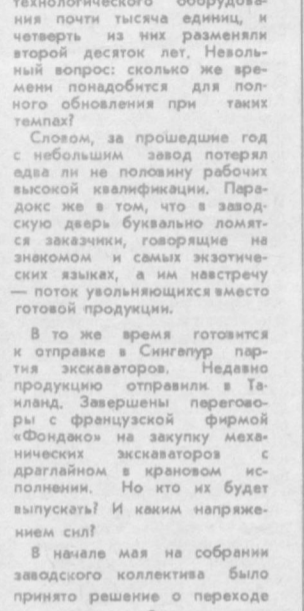 технологического оборудова-
ния почти тысяча единиц, и
четверть из них разменяли
второй десяток лет. Неволь-
ный вопрос: сколько же вре-
мени понадобится для пол-
ного обновления при таких
темпах?
Словом, за прошедшие год
с небольшим завод потерял
едва ли не половину рабочих
высокой квалификации. Пара-
докс же в том, что в завод-
скую дверь буквально ломят-
ся заказчики, говорящие на
знакомом и самых экзотиче-
ских языках, а им навстречу
— поток увольняющихся вместо
готовой продукции.
В то же время готовится
к отправке в Сингапур пар-
тия экскаваторов. Недавно
продукцию отправили в Та-
иланд. Завершены перегово-
ры с французской фирмой
«Фондако» на закупку меха-
нических экскаваторов с
драглайном в крановом ис-
полнении. Но кто их будет
выпускать? И каким напряже-
нием сил?
В начале мая на собрании
заводского коллектива было
принято решение о переходе